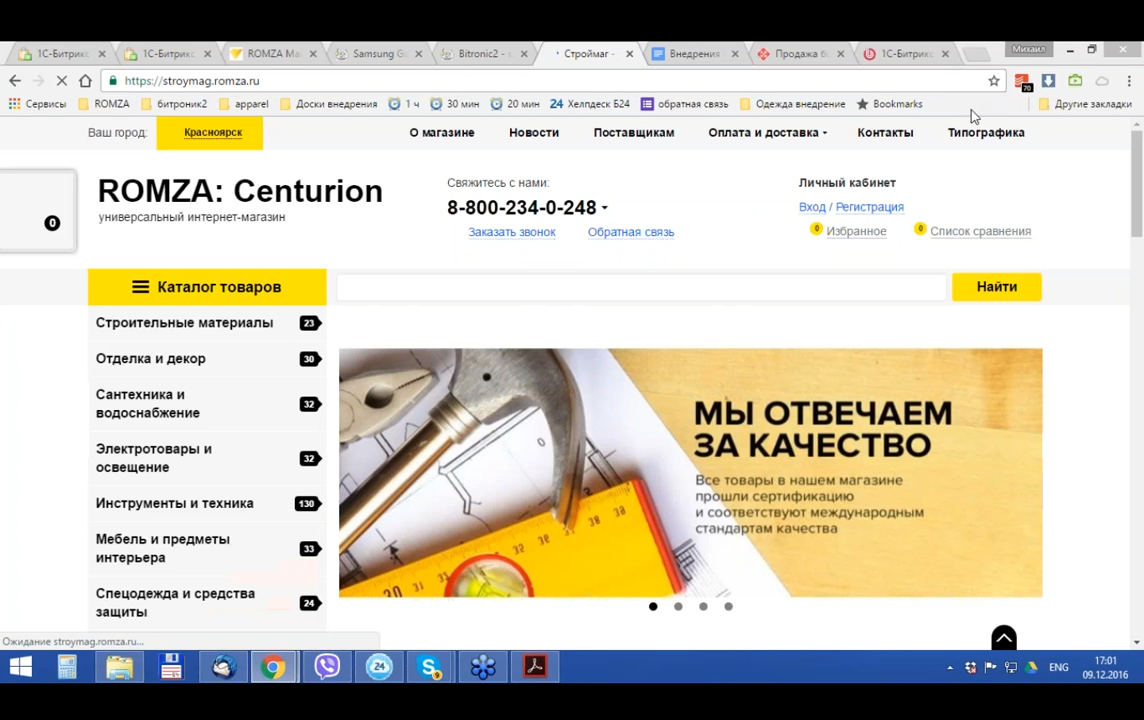 1С-Битрикс
1С-Битрикс
ROMZA Ma
Samsung G
Bitronic2 -
Строймаг -
Внедрения
Продажа б
1С-Битрикс
Михаил
https://stroymag.romza.ru
70
Сервисы
ROMZA
битроник2
apparel
Доски внедрения
1 ч
30 мин
20 мин
24 Хелпдеск Б24
обратная связь
Одежда внедрение
Bookmarks
Другие закладки
Ваш город:
Красноярск
О магазине
Новости
Поставщикам
Оплата и доставка
Контакты
Типографика
0
ROMZA: Centurion
универсальный интернет-магазин
Свяжитесь с нами:
8-800-234-0-248
Заказать звонок
Обратная связь
Личный кабинет
Вход / Регистрация
0 Избранное
0 Список сравнения
Каталог товаров
Найти
Строительные материалы 23
Отделка и декор 30
Сантехника и
водоснабжение 32
Электротовары и
освещение 32
Инструменты и техника 130
Мебель и предметы
интерьера 33
Спецодежда и средства
защиты 24
МЫ ОТВЕЧАЕМ
ЗА КАЧЕСТВО
Все товары в нашем магазине
прошли сертификацию
и соответствуют международным
стандартам качества
Ожидание stroymag.romza.ru...
24
9
ENG
17:01
09.12.2016